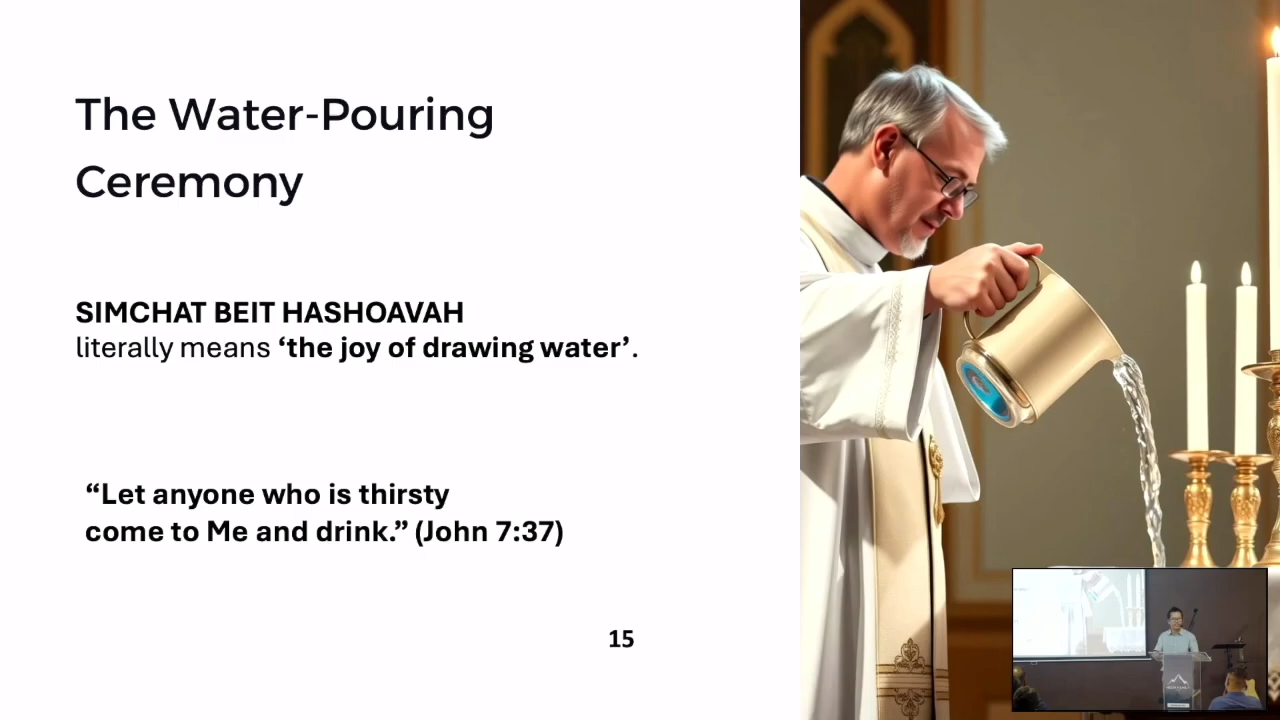 The Water-Pouring
Ceremony
SIMCHAT BEIT HASHOAVAH
literally means ‘the joy of drawing water’.
“Let anyone who is thirsty
come to Me and drink.” (John 7:37)
15